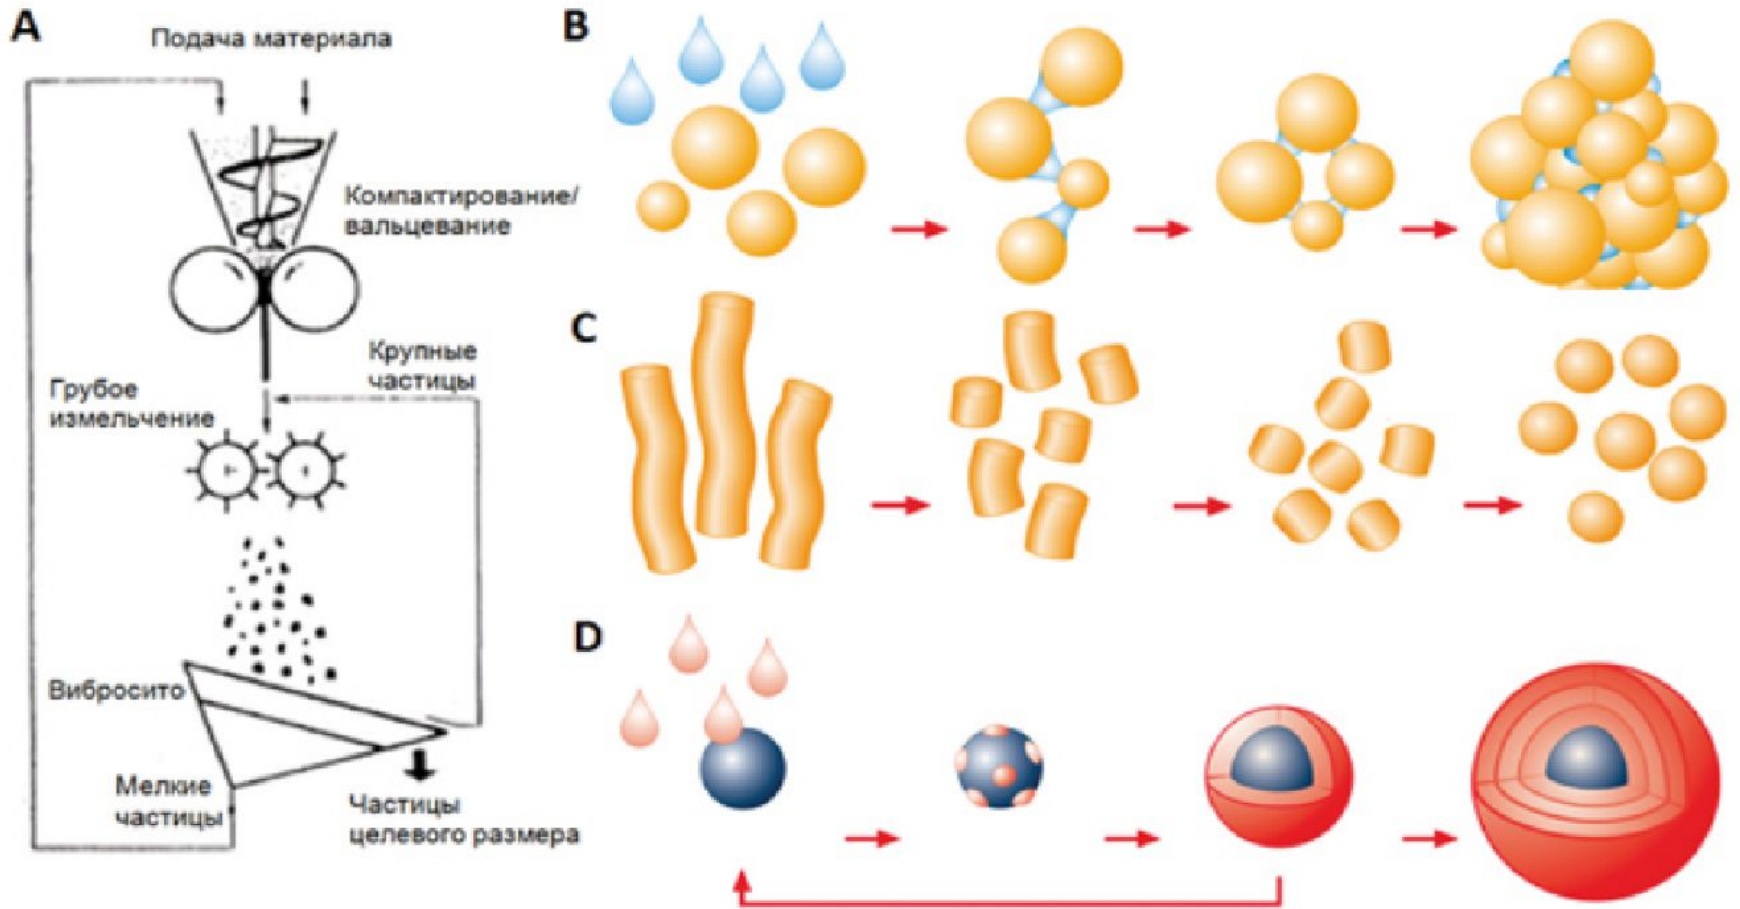 A
Подача материала
Компактирование/
вальцевание
Крупные
частицы
Грубое
измельчение
Вибросито
Мелкие
частицы
Частицы
целевого размера
B
C
D